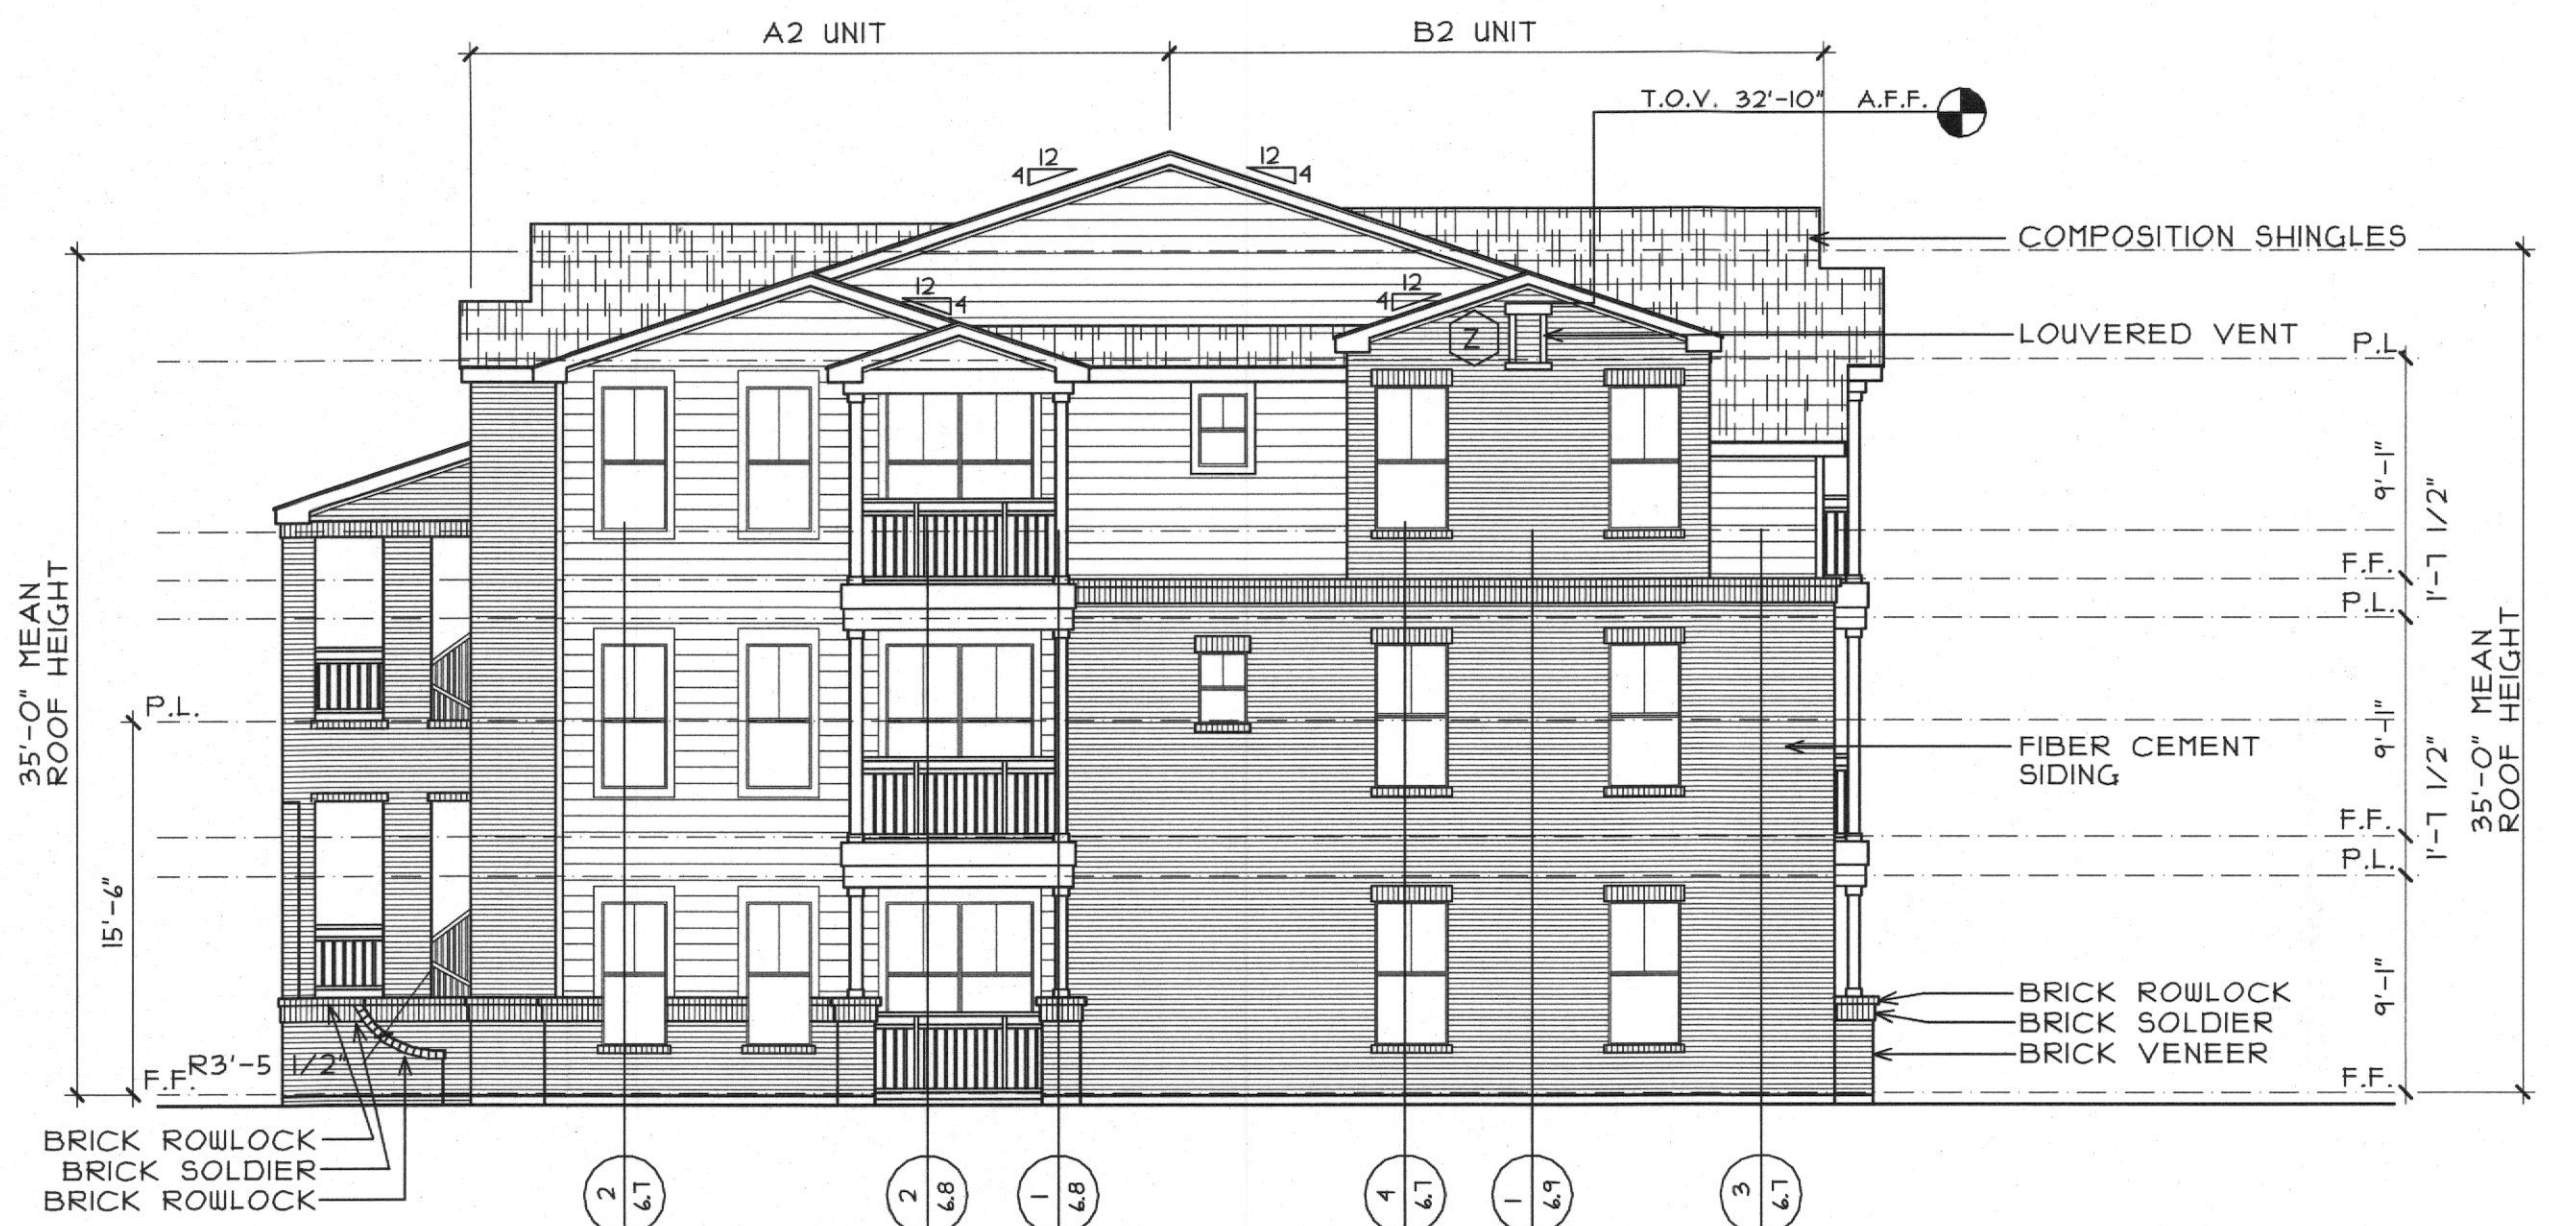 A2 UNIT
B2 UNIT
T.O.V. 32'-10" A.F.F.
12
4
12
4
COMPOSITION SHINGLES
12
4
12
4
Z
LOUVERED VENT
P.L.
9'-1"
1'-7 1/2"
F.F.
P.L.
35'-0" MEAN
ROOF HEIGHT
35'-0" MEAN
ROOF HEIGHT
P.L.
9'-1"
FIBER CEMENT
SIDING
1'-7 1/2"
F.F.
P.L.
15'-6"
9'-1"
BRICK ROWLOCK
BRICK SOLDIER
BRICK VENEER
R3'-5 1/2"
F.F.
F.F.
BRICK ROWLOCK
BRICK SOLDIER
BRICK ROWLOCK
2
6.7
2
6.8
1
6.8
4
6.7
1
6.9
3
6.7